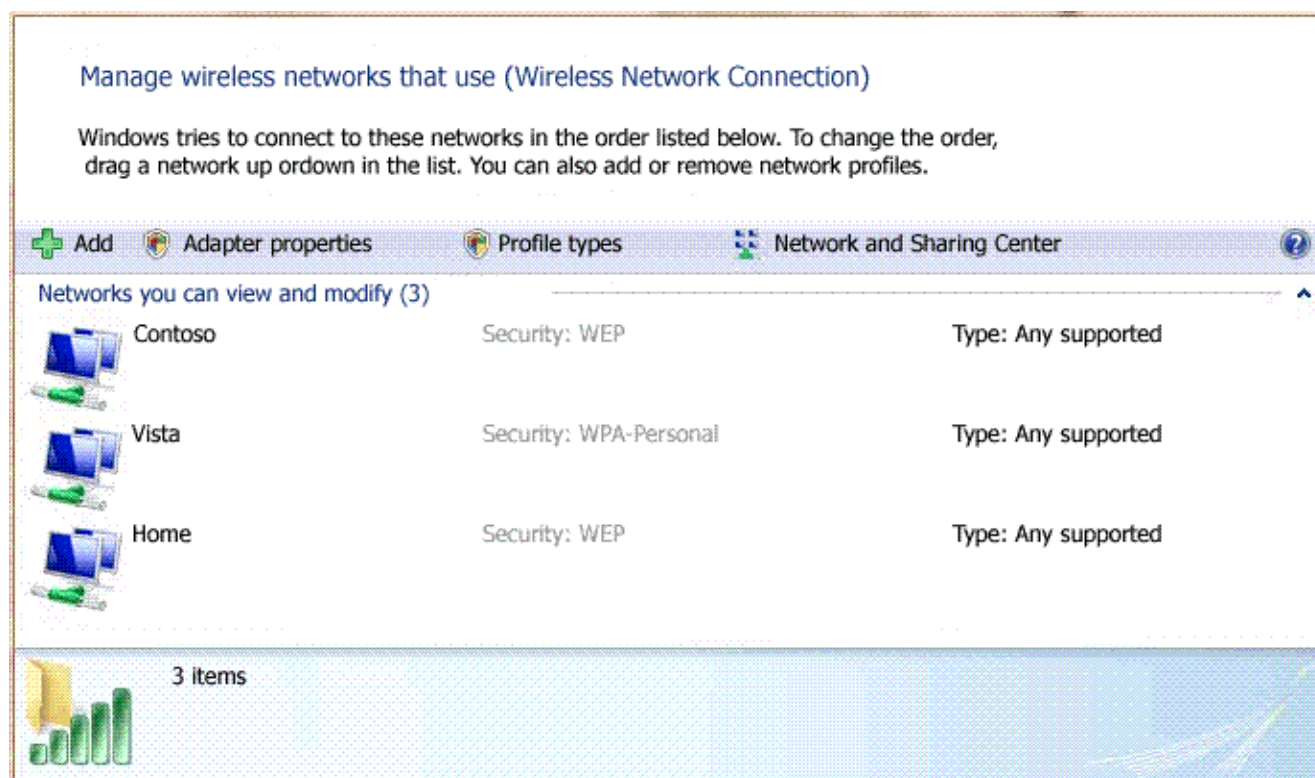 Manage wireless networks that use (Wireless Network Connection)
Windows tries to connect to these networks in the order listed below. To change the order,
drag a network up ordown in the list. You can also add or remove network profiles.
Add Adapter properties Profile types Network and Sharing Center
Networks you can view and modify (3)
Contoso Security: WEP Type: Any supported
Vista Security: WPA-Personal Type: Any supported
Home Security: WEP Type: Any supported
3 items